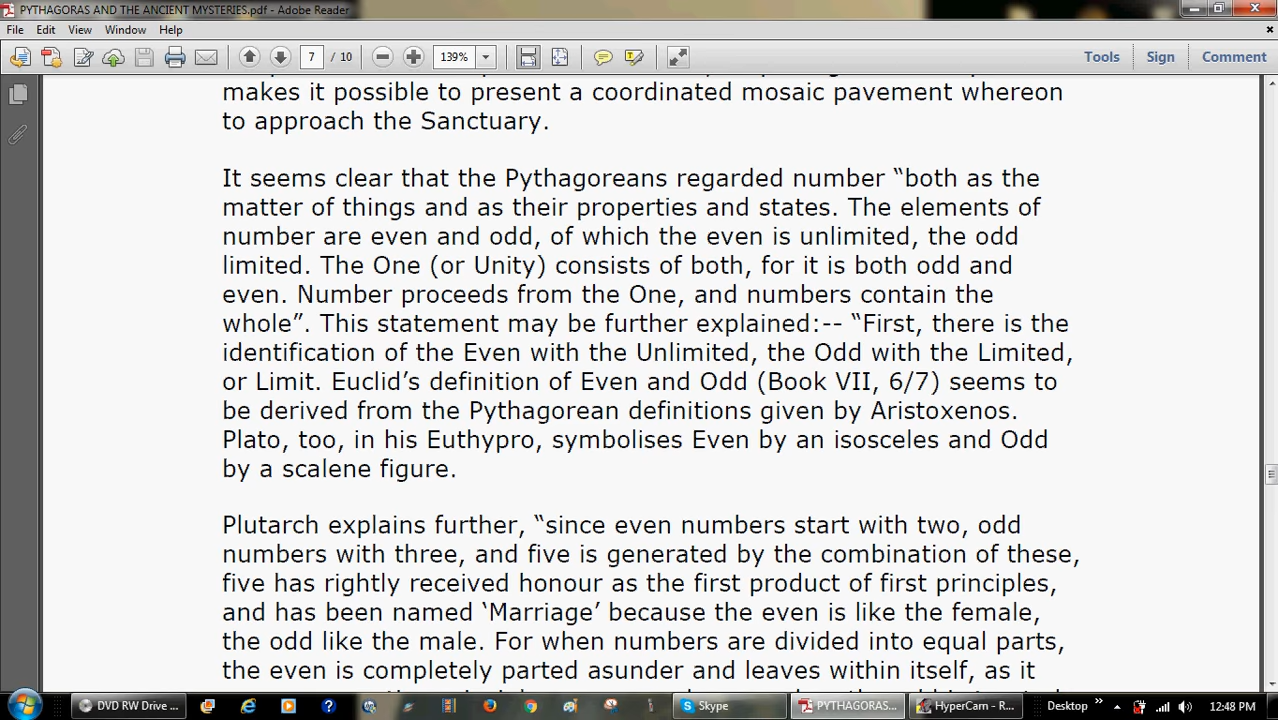 PYTHAGORAS AND THE ANCIENT MYSTERIES.pdf - Adobe Reader
File Edit View Window Help
7 / 10 139% Tools Sign Comment
makes it possible to present a coordinated mosaic pavement whereon
to approach the Sanctuary.
It seems clear that the Pythagoreans regarded number “both as the
matter of things and as their properties and states. The elements of
number are even and odd, of which the even is unlimited, the odd
limited. The One (or Unity) consists of both, for it is both odd and
even. Number proceeds from the One, and numbers contain the
whole”. This statement may be further explained:-- “First, there is the
identification of the Even with the Unlimited, the Odd with the Limited,
or Limit. Euclid’s definition of Even and Odd (Book VII, 6/7) seems to
be derived from the Pythagorean definitions given by Aristoxenos.
Plato, too, in his Euthypro, symbolises Even by an isosceles and Odd
by a scalene figure.
Plutarch explains further, “since even numbers start with two, odd
numbers with three, and five is generated by the combination of these,
five has rightly received honour as the first product of first principles,
and has been named ‘Marriage’ because the even is like the female,
the odd like the male. For when numbers are divided into equal parts,
the even is completely parted asunder and leaves within itself, as it
DVD RW Drive ... Skype PYTHAGORAS... HyperCam - R... Desktop 12:48 PM